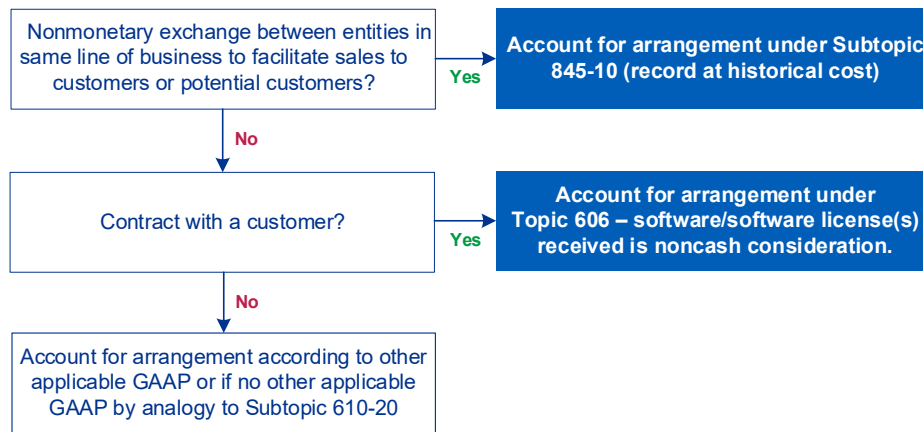 Nonmonetary exchange between entities in
same line of business to facilitate sales to
customers or potential customers?
Yes
Account for arrangement under Subtopic
845-10 (record at historical cost)
No
Contract with a customer?
Yes
Account for arrangement under
Topic 606 – software/software license(s)
received is noncash consideration.
No
Account for arrangement according to other
applicable GAAP or if no other applicable
GAAP by analogy to Subtopic 610-20